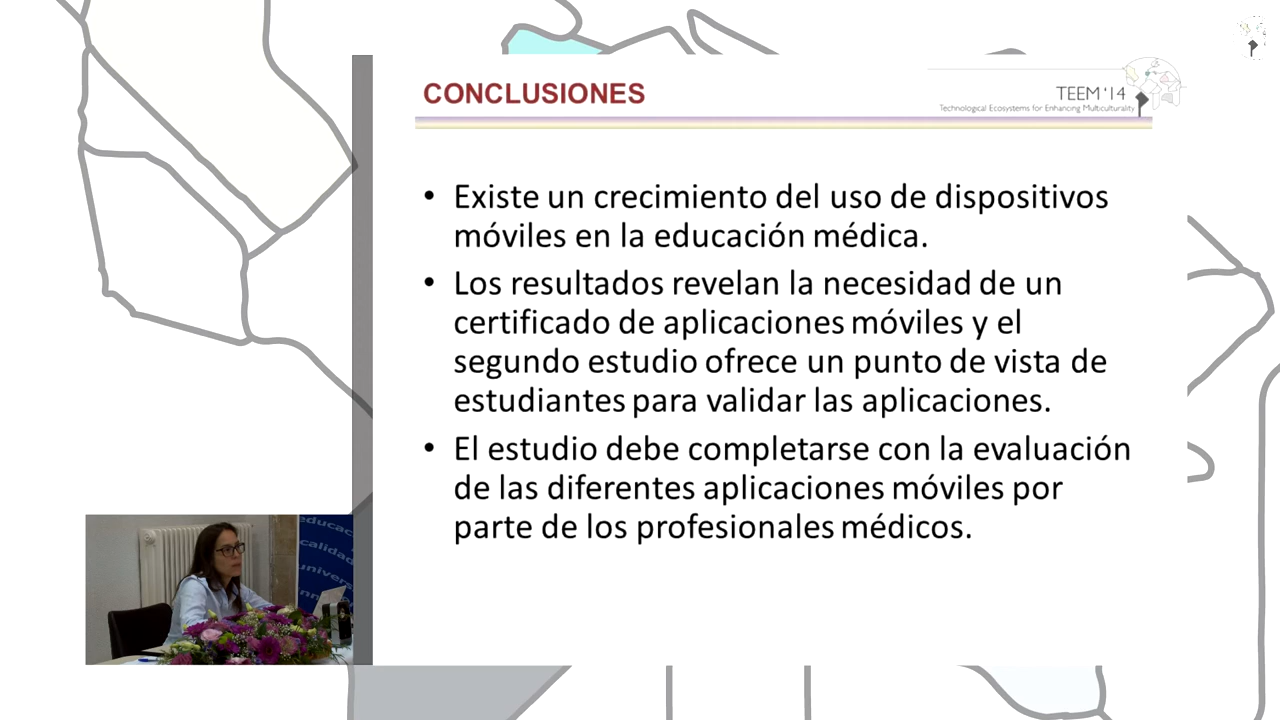 CONCLUSIONES
TEEM '14
Technological Ecosystems for Enhancing Multiculturality
• Existe un crecimiento del uso de dispositivos
móviles en la educación médica.
• Los resultados revelan la necesidad de un
certificado de aplicaciones móviles y el
segundo estudio ofrece un punto de vista de
estudiantes para validar las aplicaciones.
• El estudio debe completarse con la evaluación
de las diferentes aplicaciones móviles por
parte de los profesionales médicos.
educac
calidad
univers